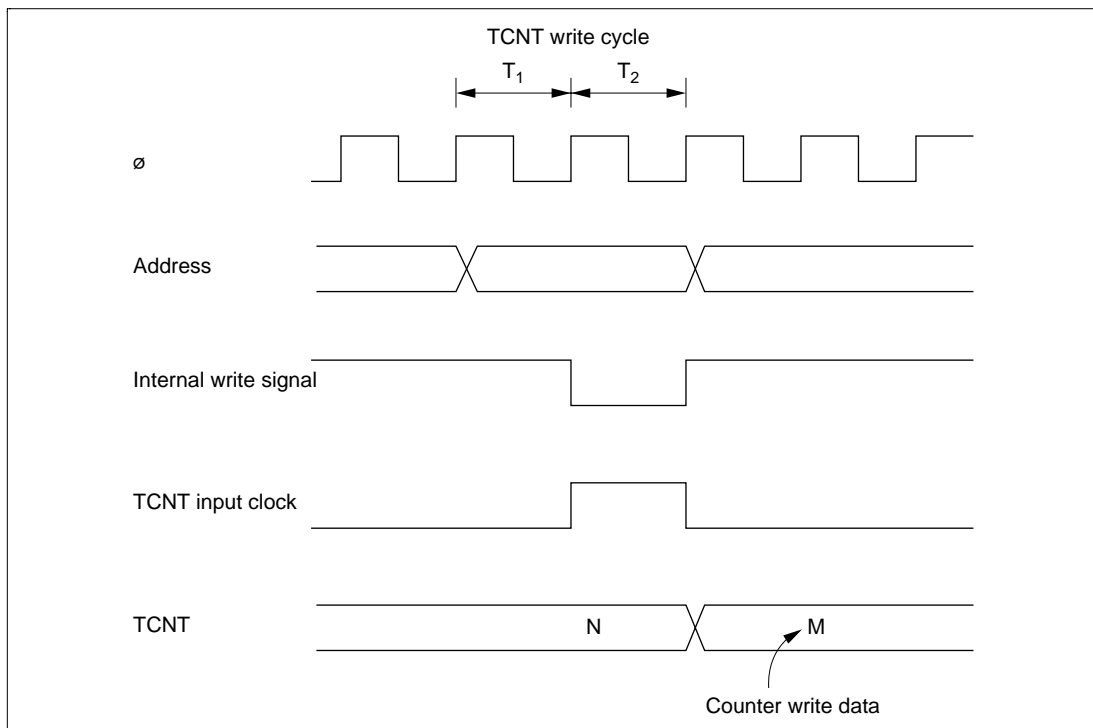 TCNT write cycle
T1 T2
ø
Address
Internal write signal
TCNT input clock
TCNT N M
Counter write data